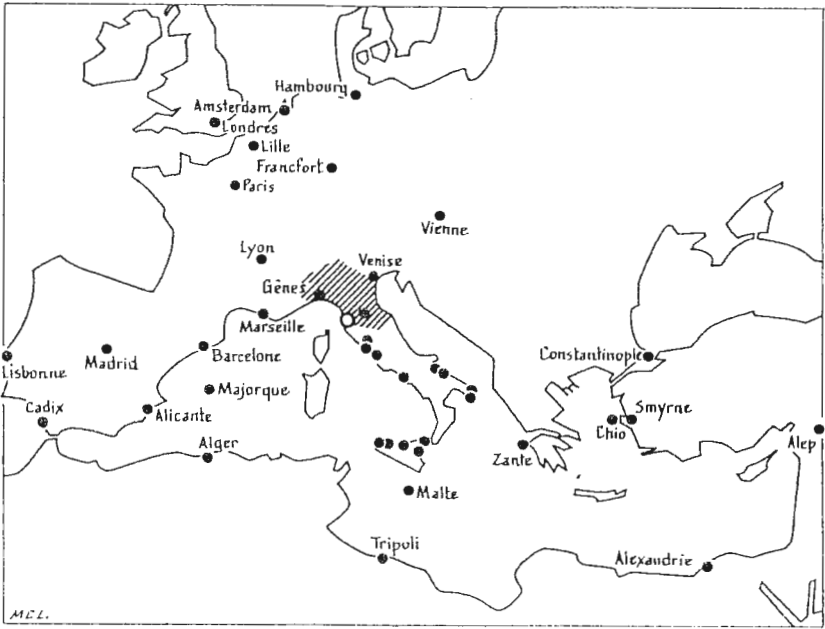 Hambourg
Amsterdam
Londres
Lille
Francfort
Paris
Vienne
Lyon
Venise
Gênes
Marseille
Constantinople
Lisbonne
Madrid
Barcelone
Majorque
Cadix
Alicante
Smyrne
Chio
Alger
Zante
Alep
Malte
Tripoli
Alexandrie
MCL.